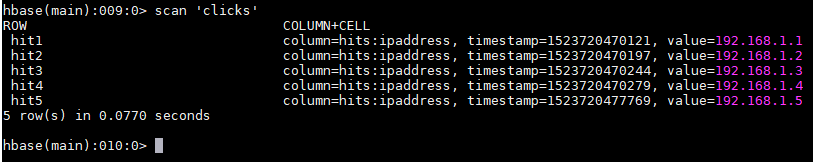 hbase(main):009:0> scan 'clicks'
ROW COLUMN+CELL
hit1 column=hits:ipaddress, timestamp=1523720470121, value=192.168.1.1
hit2 column=hits:ipaddress, timestamp=1523720470197, value=192.168.1.2
hit3 column=hits:ipaddress, timestamp=1523720470244, value=192.168.1.3
hit4 column=hits:ipaddress, timestamp=1523720470279, value=192.168.1.4
hit5 column=hits:ipaddress, timestamp=1523720477769, value=192.168.1.5
5 row(s) in 0.0770 seconds
hbase(main):010:0>